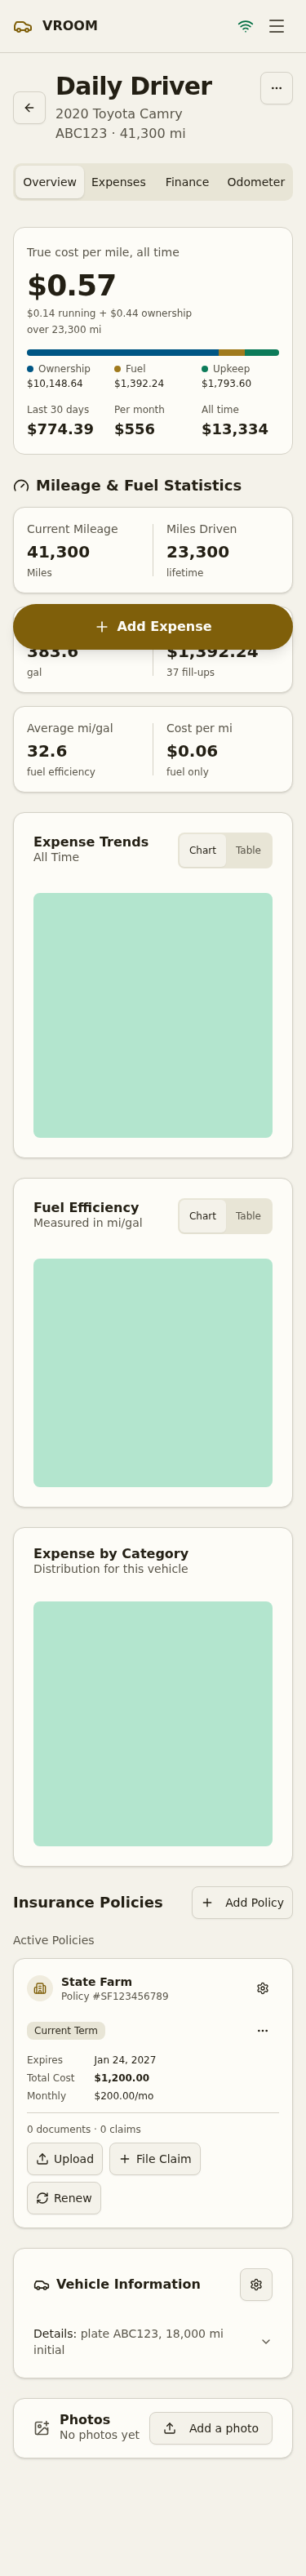 VROOM
Daily Driver
2020 Toyota Camry
ABC123 · 41,300 mi
Overview Expenses Finance Odometer
True cost per mile, all time
$0.57
$0.14 running + $0.44 ownership
over 23,300 mi
Ownership Fuel Upkeep
$10,148.64 $1,392.24 $1,793.60
Last 30 days Per month All time
$774.39 $556 $13,334
Mileage & Fuel Statistics
Current Mileage Miles Driven
41,300 23,300
Miles lifetime
Add Expense
383.6 $1,392.24
gal 37 fill-ups
Average mi/gal Cost per mi
32.6 $0.06
fuel efficiency fuel only
Expense Trends
All Time
Chart Table
Fuel Efficiency
Measured in mi/gal
Chart Table
Expense by Category
Distribution for this vehicle
Insurance Policies
Add Policy
Active Policies
State Farm
Policy #SF123456789
Current Term
Expires Jan 24, 2027
Total Cost $1,200.00
Monthly $200.00/mo
0 documents · 0 claims
Upload File Claim
Renew
Vehicle Information
Details: plate ABC123, 18,000 mi
initial
Photos
No photos yet
Add a photo